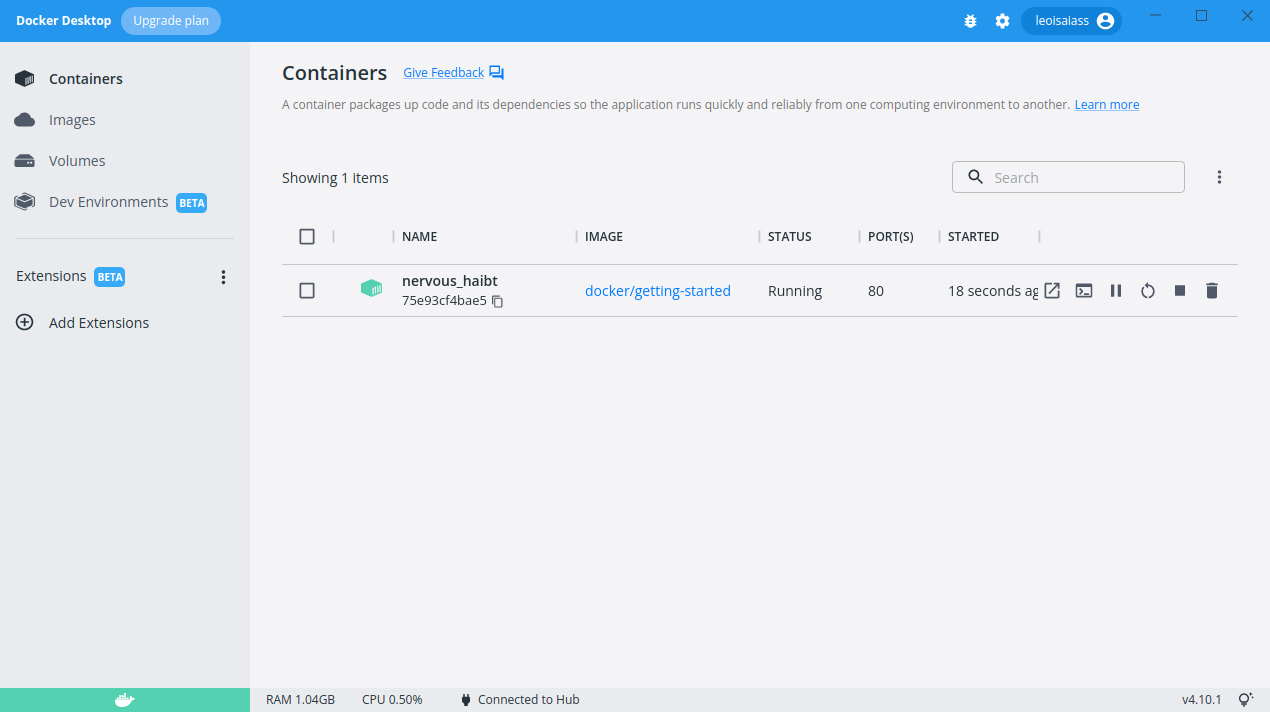 Docker Desktop Upgrade plan leoisaiass
Containers
Images
Volumes
Dev Environments BETA
Extensions BETA
Add Extensions
Containers Give Feedback
A container packages up code and its dependencies so the application runs quickly and reliably from one computing environment to another. Learn more
Showing 1 items Search
NAME IMAGE STATUS PORT(S) STARTED
nervous_haibt docker/getting-started Running 80 18 seconds ag
75e93cf4bae5
RAM 1.04GB CPU 0.50% Connected to Hub v4.10.1